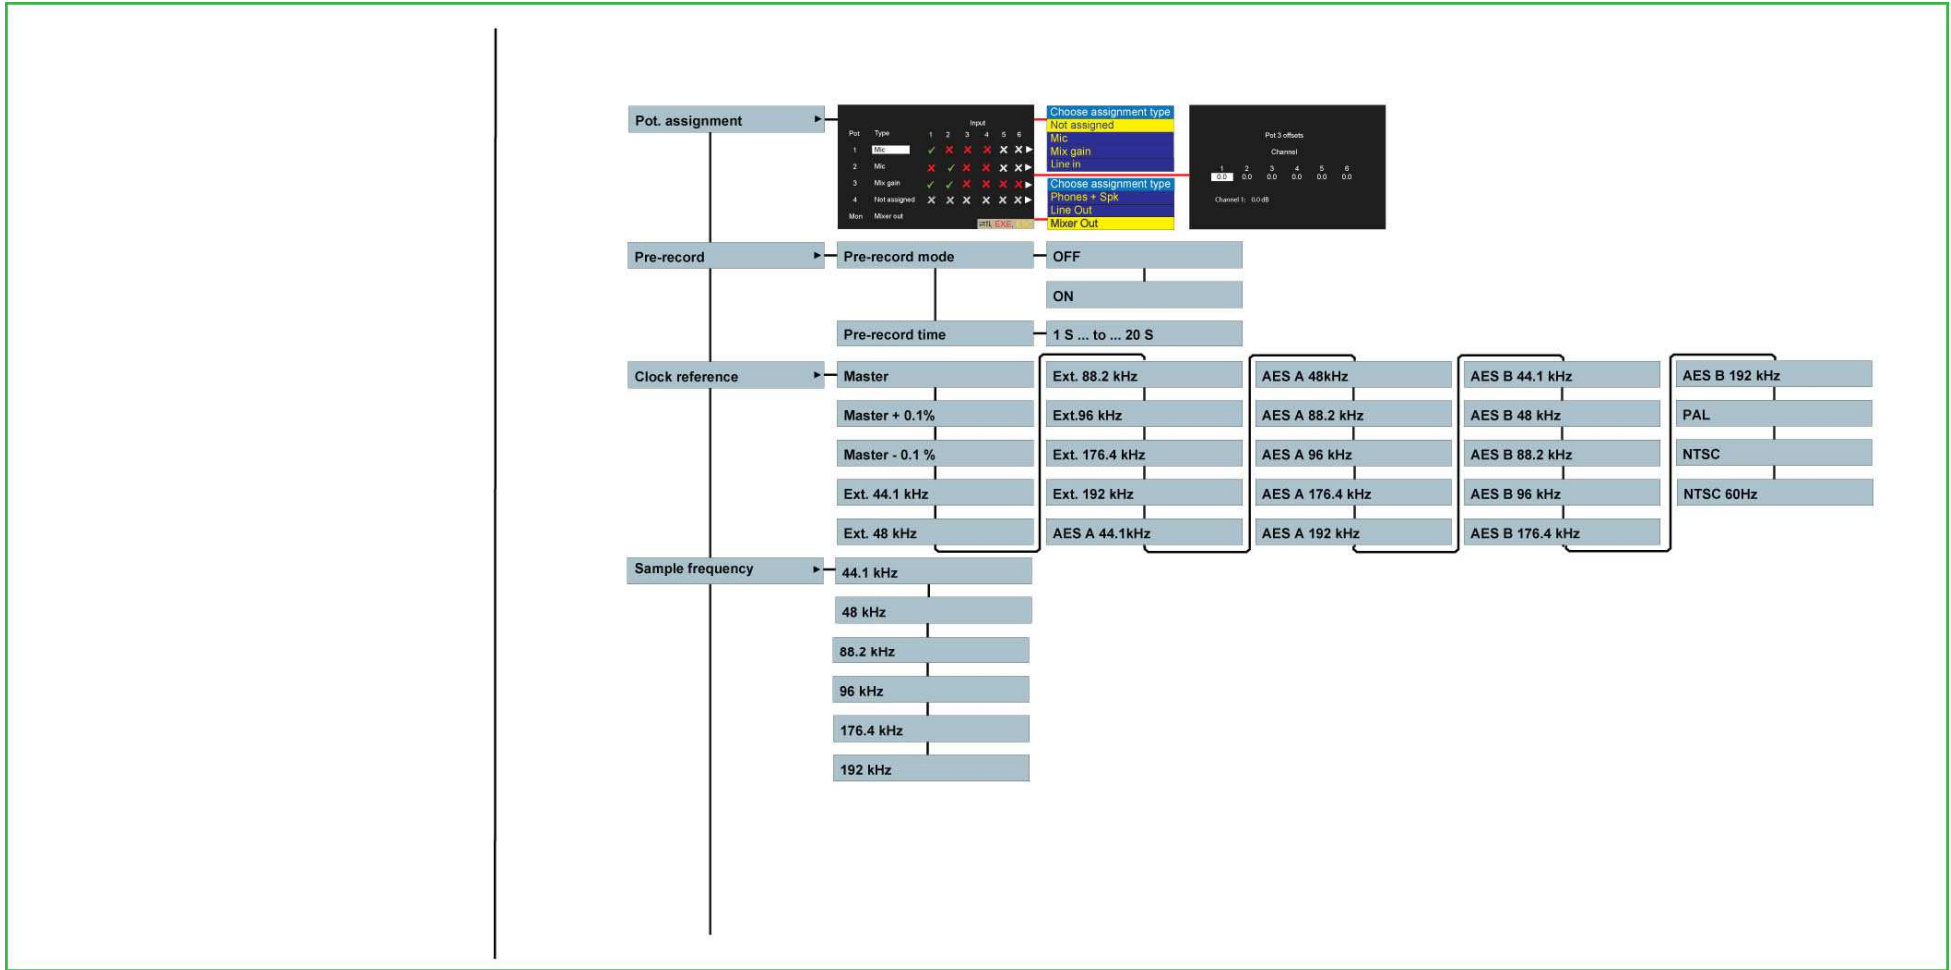 Pot. assignment
Input
Pot Type 1 2 3 4 5 6
1 Mic ✓ ✕ ✕ ✕ ✕ ✕
2 Mic ✕ ✓ ✕ ✕ ✕ ✕
3 Mix gain ✓ ✓ ✕ ✕ ✕ ✕
4 Not assigned ✕ ✕ ✕ ✕ ✕ ✕
Mon Mixer out
EXE,
Choose assignment type
Not assigned
Mic
Mix gain
Line in
Choose assignment type
Phones + Spk
Line Out
Mixer Out
Pot 3 offsets
Channel
1 2 3 4 5 6
0.0 0.0 0.0 0.0 0.0 0.0
Channel 1: 0.0 dB
Pre-record
Pre-record mode
OFF
ON
Pre-record time
1 S ... to ... 20 S
Clock reference
Master
Master + 0.1%
Master - 0.1 %
Ext. 44.1 kHz
Ext. 48 kHz
Ext. 88.2 kHz
Ext.96 kHz
Ext. 176.4 kHz
Ext. 192 kHz
AES A 44.1kHz
AES A 48kHz
AES A 88.2 kHz
AES A 96 kHz
AES A 176.4 kHz
AES A 192 kHz
AES B 44.1 kHz
AES B 48 kHz
AES B 88.2 kHz
AES B 96 kHz
AES B 176.4 kHz
AES B 192 kHz
PAL
NTSC
NTSC 60Hz
Sample frequency
44.1 kHz
48 kHz
88.2 kHz
96 kHz
176.4 kHz
192 kHz